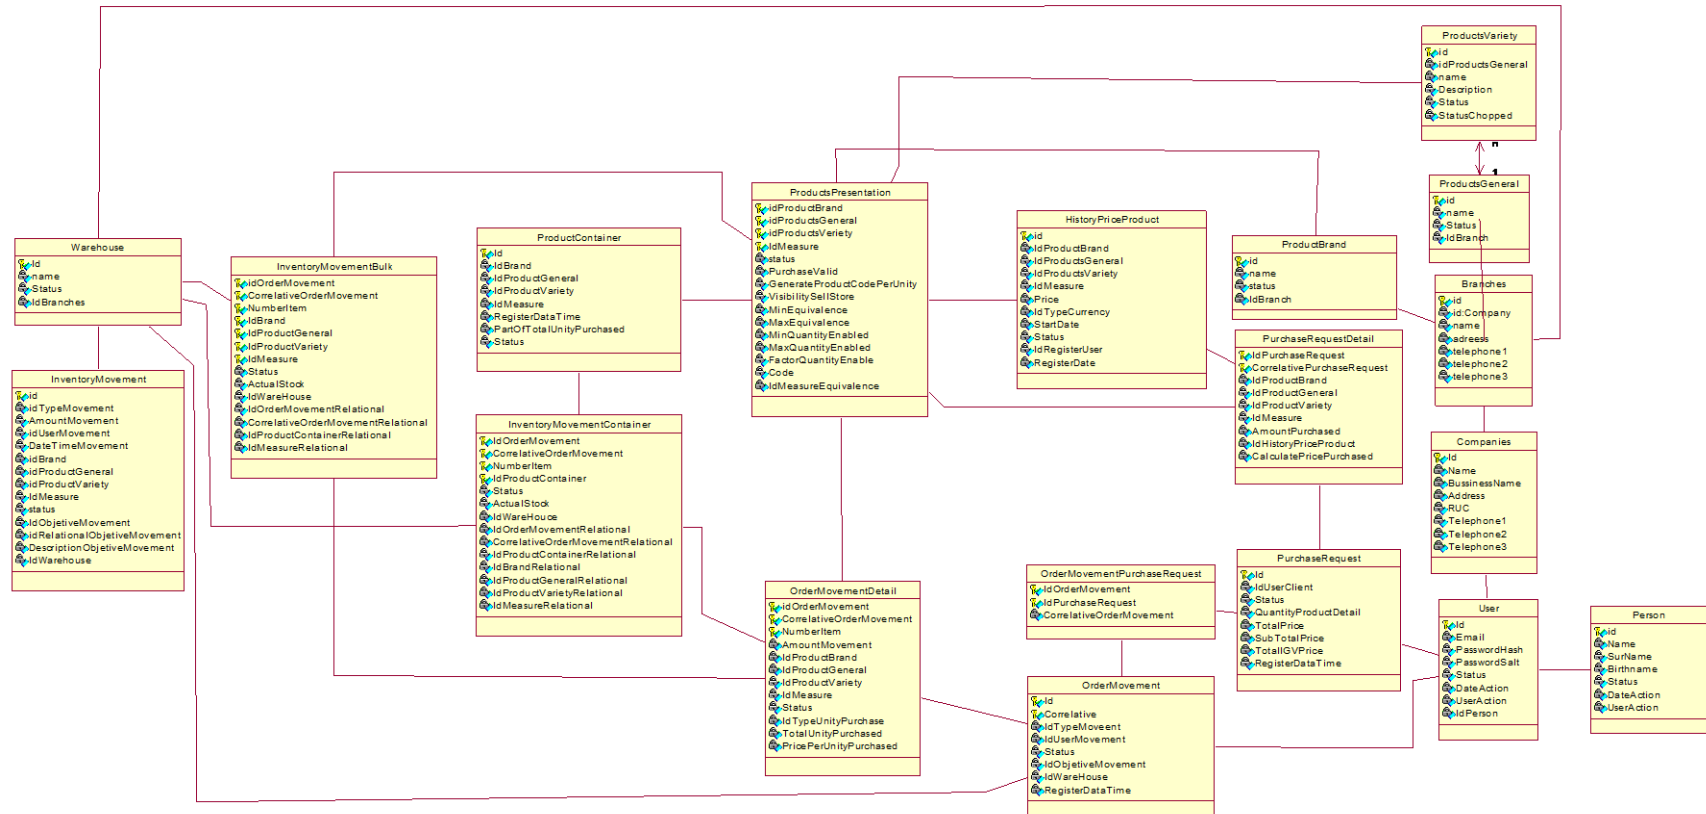 ProductsVariety
id
idProductsGeneral
name
Description
Status
StatusChopped
n
1
ProductsGeneral
id
name
Status
IdBranch
ProductsPresentation
idProductBrand
idProductsGeneral
idProductsVeriety
IdMeasure
status
PurchaseValid
GenerateProductCodePerUnity
VisibilitySellStore
MinEquivalence
MaxEquivalence
MinQuantityEnabled
MaxQuantityEnabled
FactorQuantityEnable
Code
IdMeasureEquivalence
HistoryPriceProduct
id
IdProductBrand
IdProductsGeneral
IdProductsVariety
IdMeasure
Price
IdTypeCurrency
StartDate
Status
IdRegisterUser
RegisterDate
ProductBrand
id
name
status
IdBranch
Branches
id
id:Company
name
adreess
telephone1
telephone2
telephone3
Warehouse
Id
name
Status
IdBranches
InventoryMovementBulk
idOrderMovement
CorrelativeOrderMovement
NumberItem
IdBrand
IdProductGeneral
IdProductVariety
IdMeasure
Status
ActualStock
IdWareHouse
IdOrderMovementRelational
CorrelativeOrderMovementRelational
IdProductContainerRelational
IdMeasureRelational
ProductContainer
Id
IdBrand
IdProductGeneral
IdProductVariety
IdMeasure
RegisterDataTime
PartOfTotalUnityPurchased
Status
InventoryMovement
id
idTypeMovement
AmountMovement
idUserMovement
DateTimeMovement
idBrand
idProductGeneral
idProductVariety
IdMeasure
status
IdObjetiveMovement
idRelationalObjetiveMovement
DescriptionObjetiveMovement
IdWarehouse
InventoryMovementContainer
IdOrderMovement
CorrelativeOrderMovement
NumberItem
IdProductContainer
Status
ActualStock
IdWareHouce
IdOrderMovementRelational
CorrelativeOrderMovementRelational
IdProductContainerRelational
IdBrandRelational
IdProductGeneralRelational
IdProductVarietyRelational
IdMeasureRelational
PurchaseRequestDetail
IdPurchaseRequest
CorrelativePurchaseRequest
IdProductBrand
IdProductGeneral
IdProductVariety
IdMeasure
AmountPurchased
IdHistoryPriceProduct
CalculatePricePurchased
Companies
Id
Name
BussinessName
Address
RUC
Telephone1
Telephone2
Telephone3
OrderMovementDetail
idOrderMovement
CorrelativeOrderMovement
NumberItem
AmountMovement
IdProductBrand
IdProductGeneral
IdProductVariety
IdMeasure
Status
IdTypeUnityPurchase
TotalUnityPurchased
PricePerUnityPurchased
OrderMovementPurchaseRequest
IdOrderMovement
IdPurchaseRequest
CorrelativeOrderMovement
PurchaseRequest
Id
IdUserClient
Status
QuantityProductDetail
TotalPrice
SubTotalPrice
TotalIGVPrice
RegisterDataTime
User
Id
Email
PasswordHash
PasswordSalt
Status
DateAction
UserAction
IdPerson
Person
id
Name
SurName
Birthname
Status
DateAction
UserAction
OrderMovement
Id
Correlative
IdTypeMoveent
IdUserMovement
Status
IdObjetiveMovement
IdWareHouse
RegisterDataTime